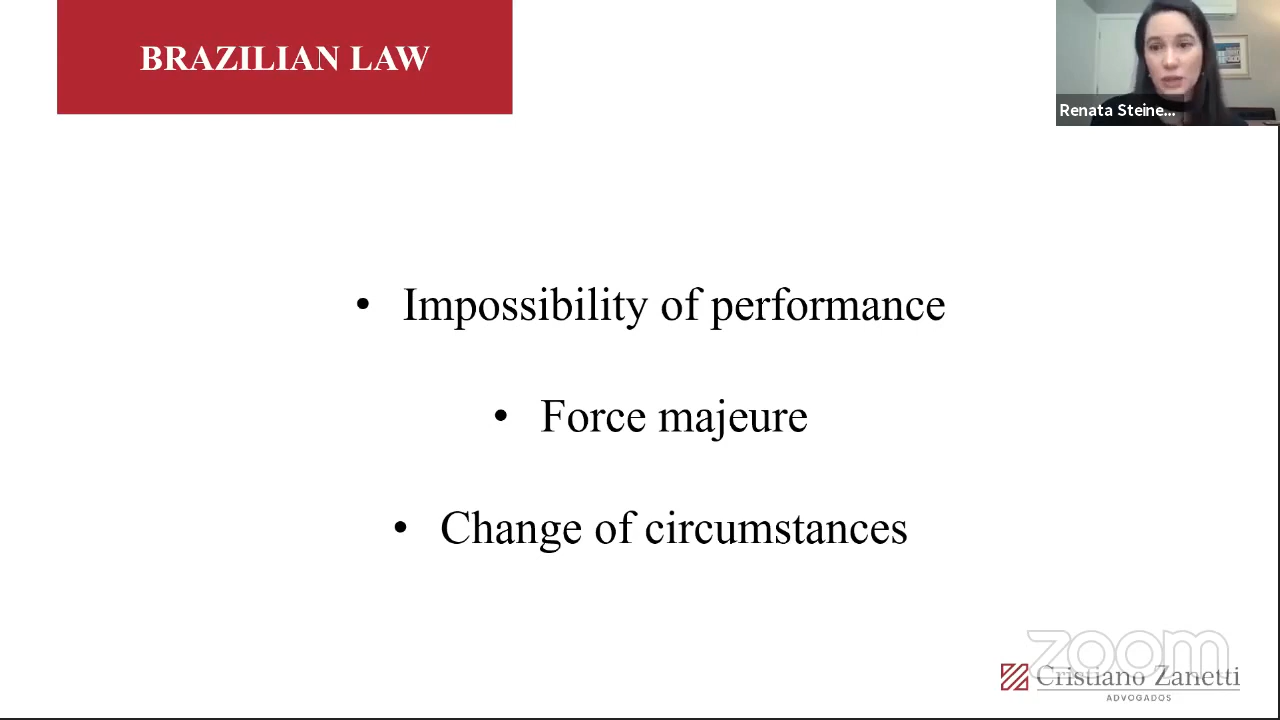 BRAZILIAN LAW
Renata Steine...
• Impossibility of performance
• Force majeure
• Change of circumstances
zoom
Cristiano Zanetti
ADVOGADOS